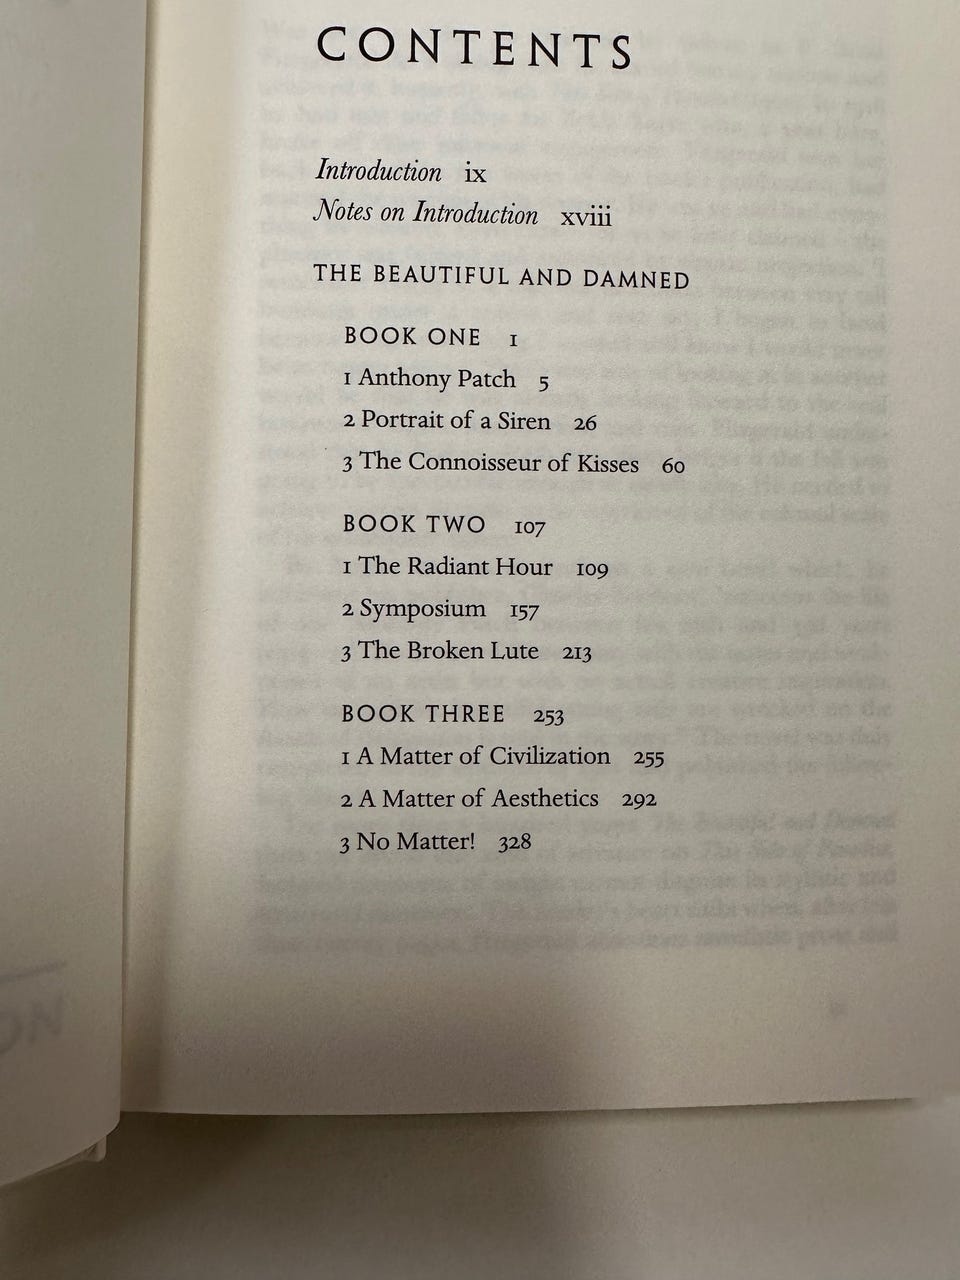 CONTENTS
Introduction ix
Notes on Introduction xviii
THE BEAUTIFUL AND DAMNED
BOOK ONE 1
1 Anthony Patch 5
2 Portrait of a Siren 26
3 The Connoisseur of Kisses 60
BOOK TWO 107
1 The Radiant Hour 109
2 Symposium 157
3 The Broken Lute 213
BOOK THREE 253
1 A Matter of Civilization 255
2 A Matter of Aesthetics 292
3 No Matter! 328